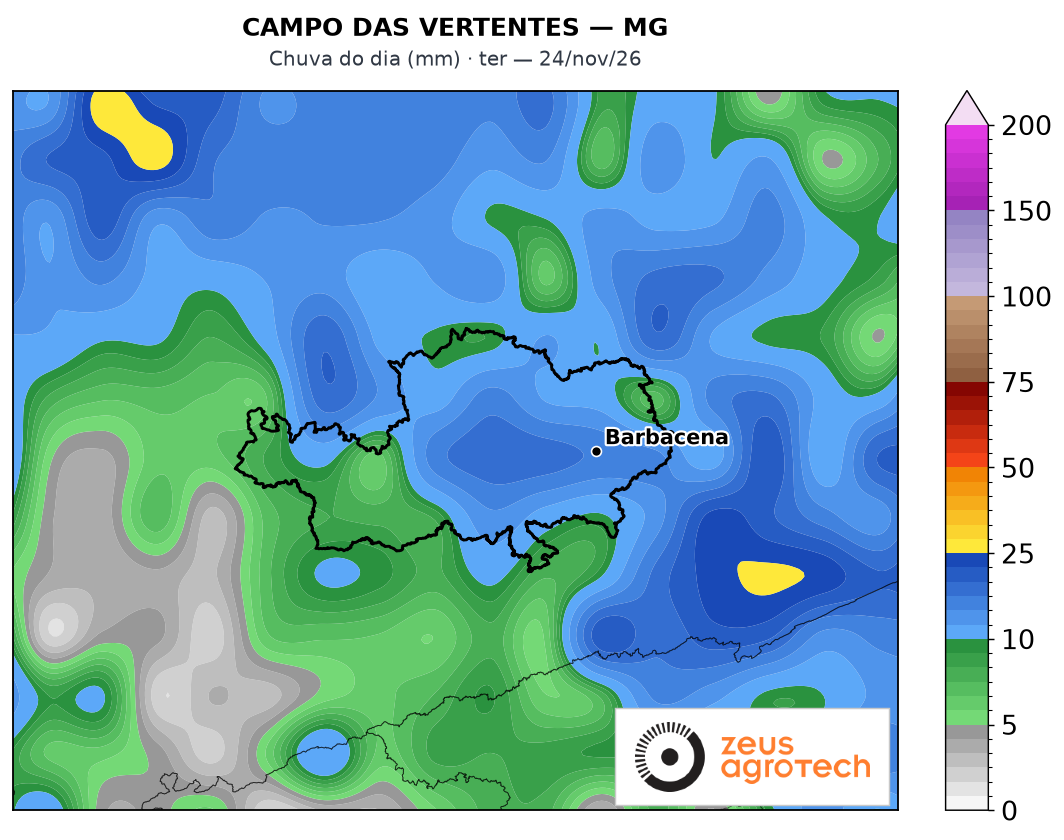 CAMPO DAS VERTENTES — MG
Chuva do dia (mm) · ter — 24/nov/26
200
150
100
75
50
25
10
5
0
Barbacena
zeus
agrotech